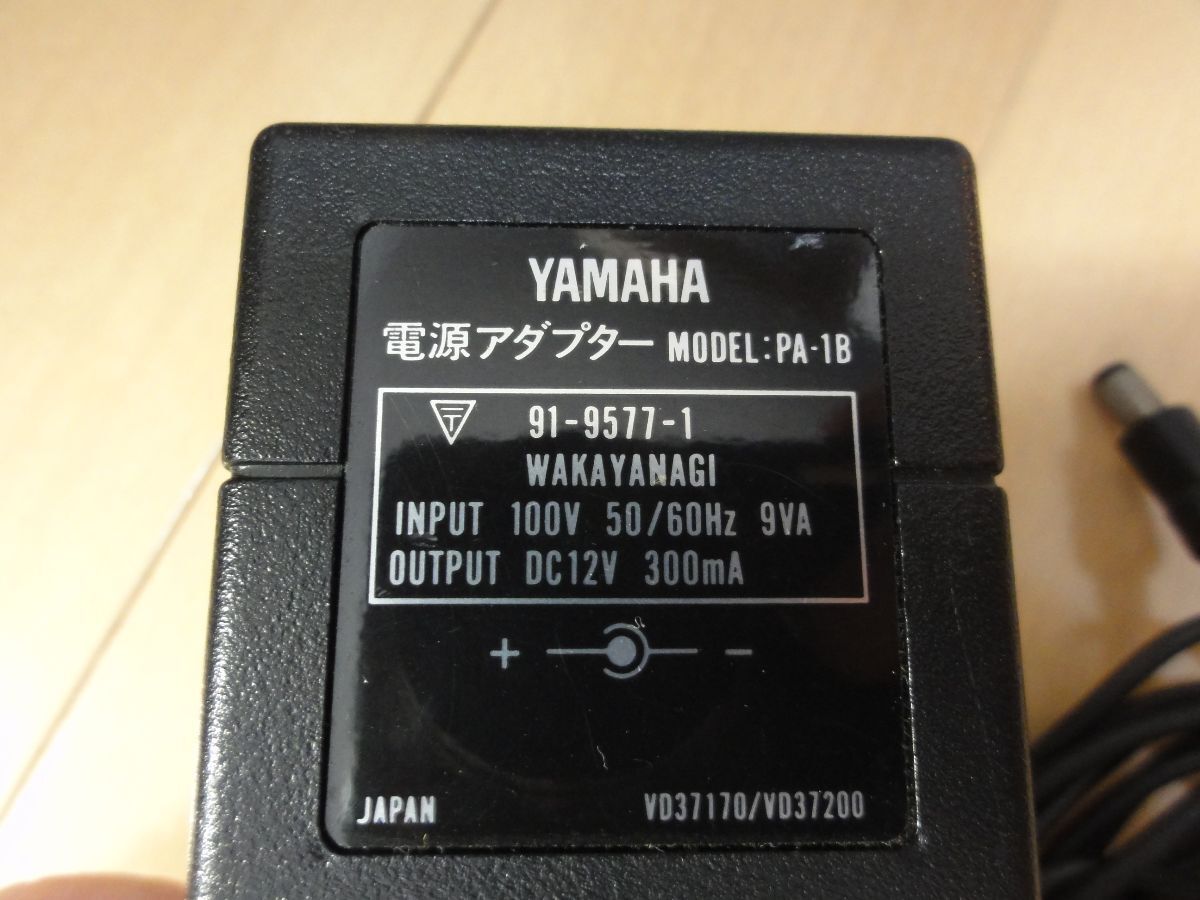 YAMAHA
電源アダプター MODEL:PA-1B
〒 91-9577-1
WAKAYANAGI
INPUT 100V 50/60Hz 9VA
OUTPUT DC12V 300mA
+ −
JAPAN VD37170/VD37200